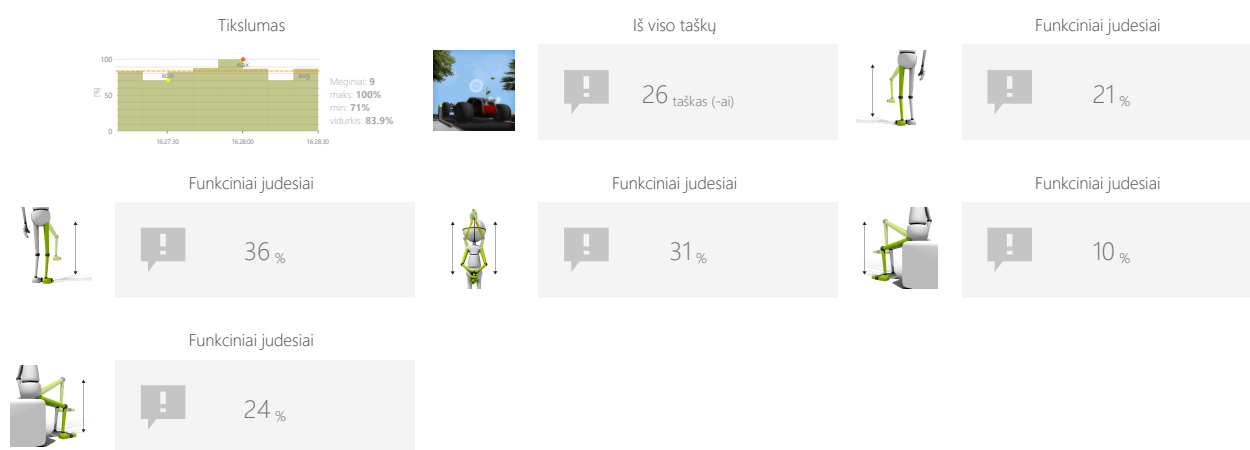 Tikslumas
100
50
0
[%]
min
max
avg
16:27:30
16:28:00
16:28:30
Mėginiai: 9
maks: 100%
min: 71%
vidurkis: 83.9%
Iš viso taškų
26 taškas (-ai)
Funkciniai judesiai
21 %
Funkciniai judesiai
36 %
Funkciniai judesiai
31 %
Funkciniai judesiai
10 %
Funkciniai judesiai
24 %